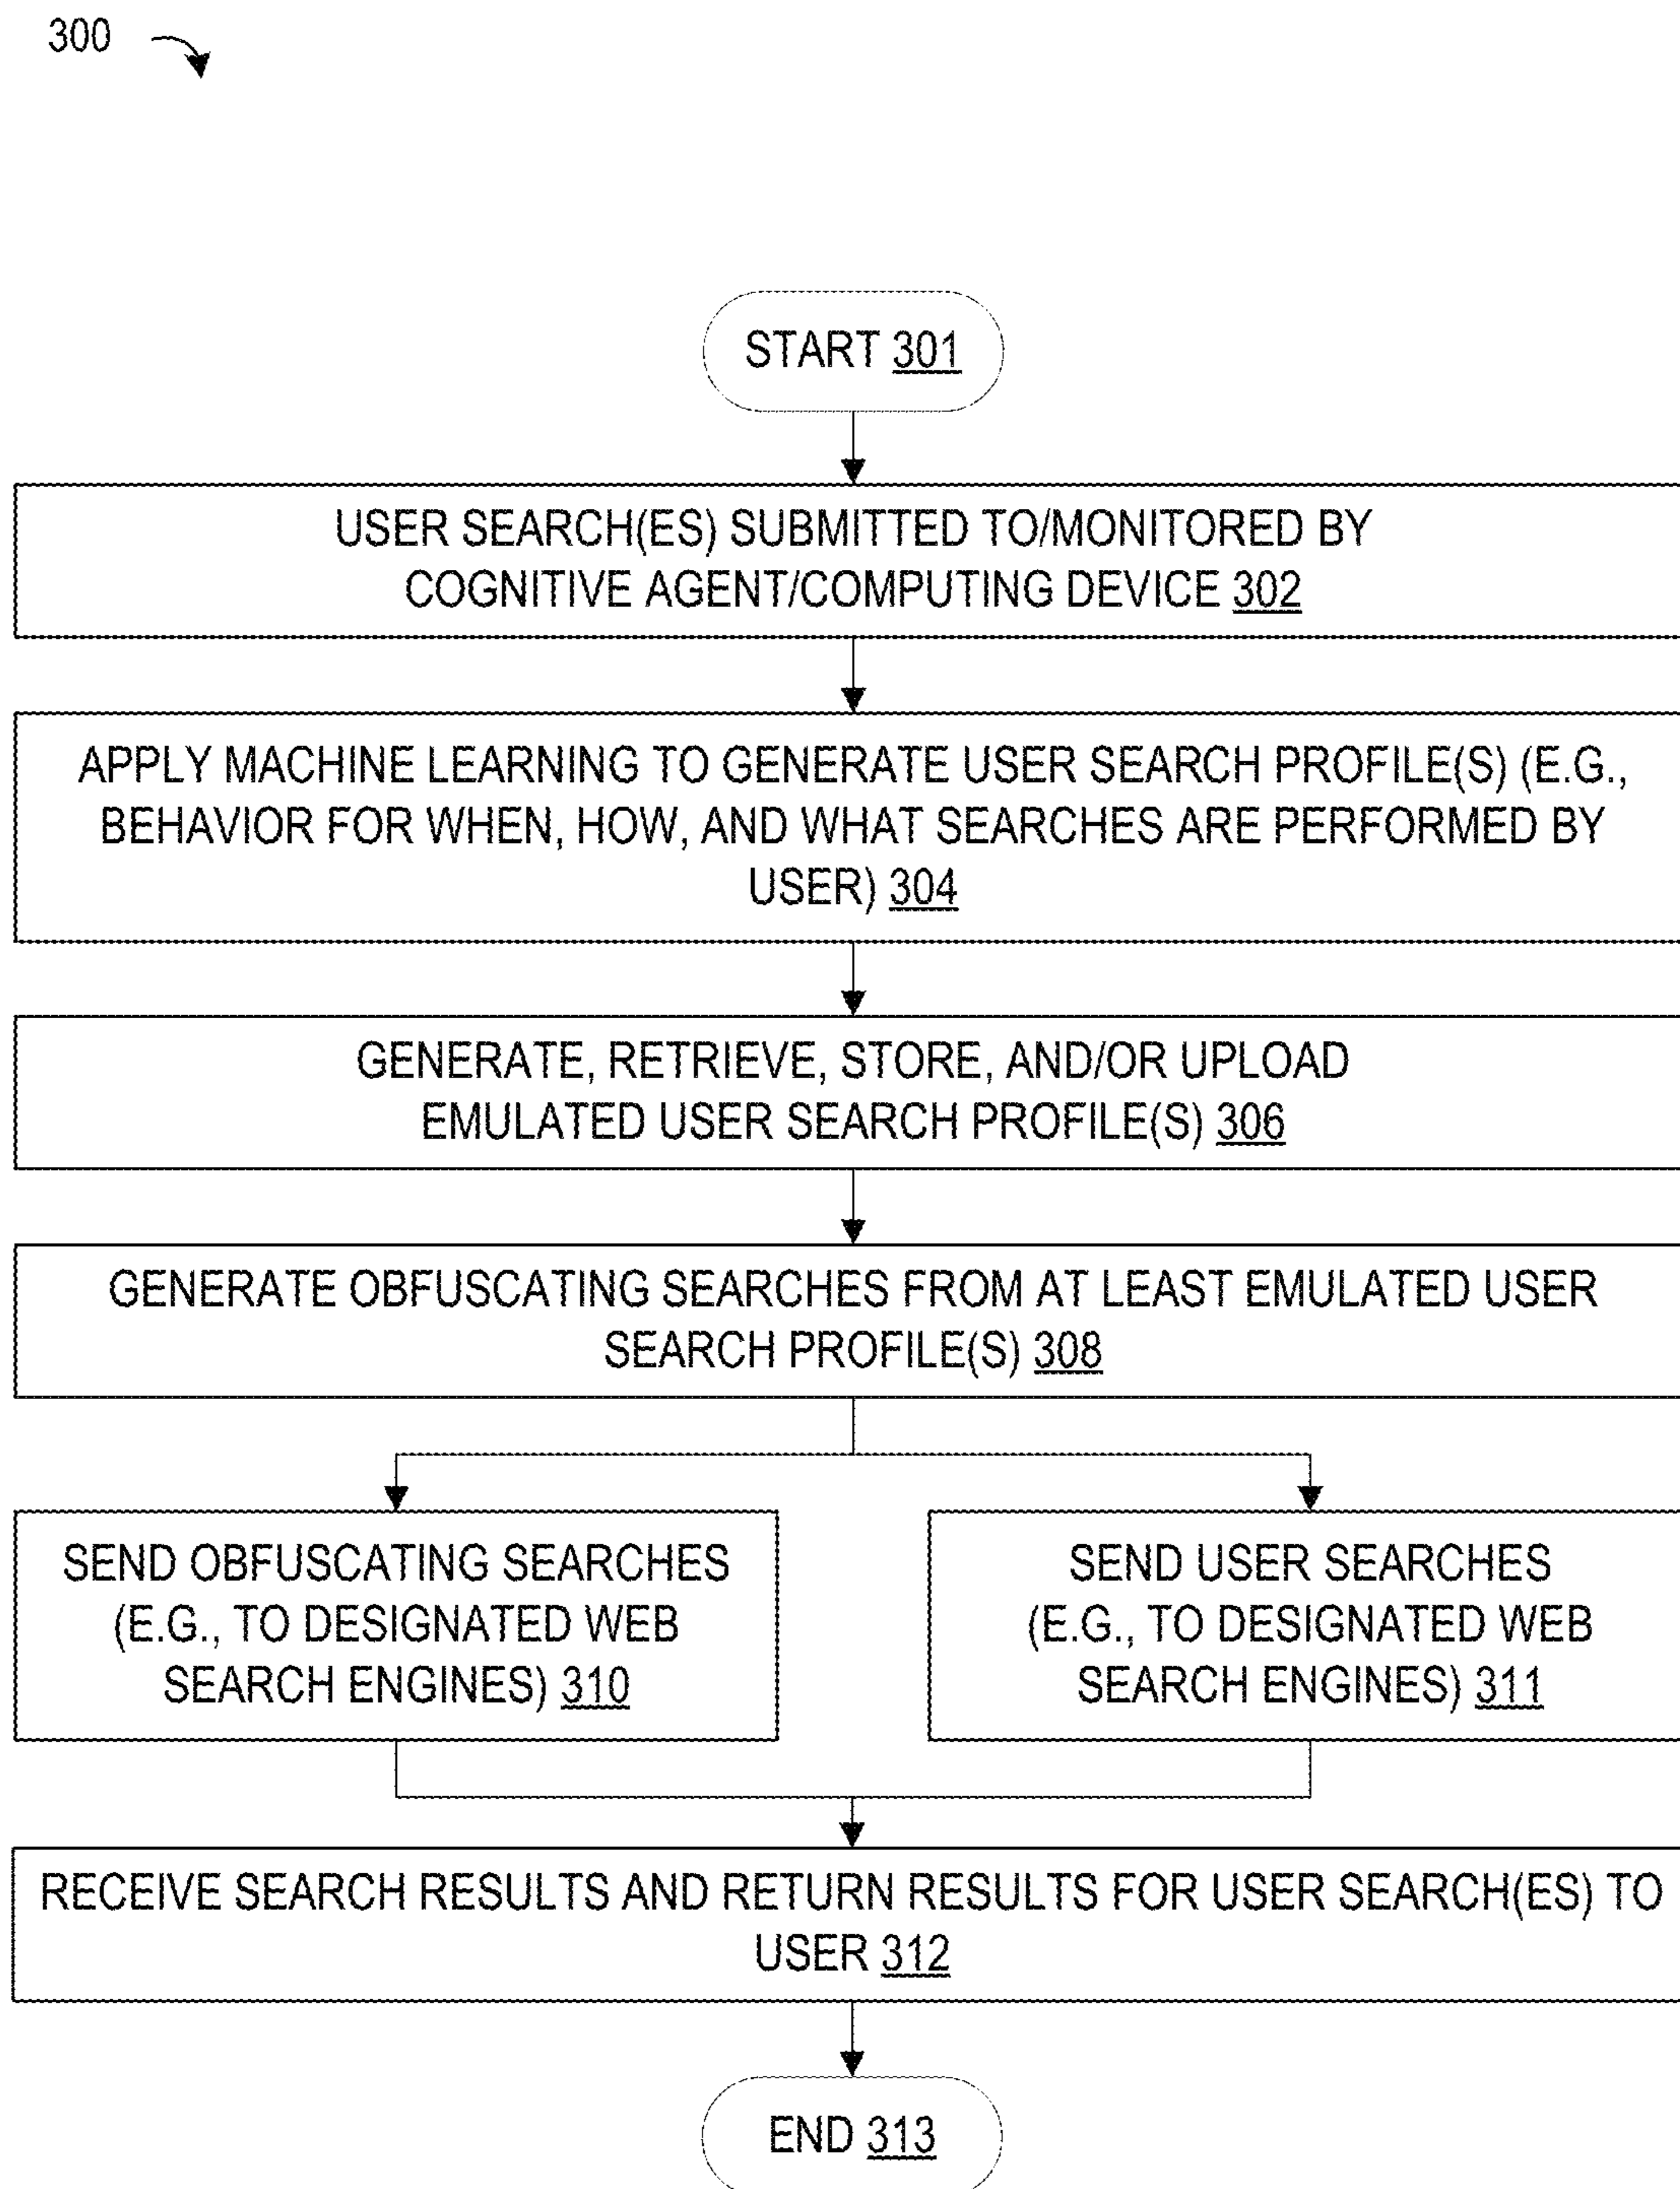 300
START 301
USER SEARCH(ES) SUBMITTED TO/MONITORED BY
COGNITIVE AGENT/COMPUTING DEVICE 302
APPLY MACHINE LEARNING TO GENERATE USER SEARCH PROFILE(S) (E.G.,
BEHAVIOR FOR WHEN, HOW, AND WHAT SEARCHES ARE PERFORMED BY
USER) 304
GENERATE, RETRIEVE, STORE, AND/OR UPLOAD
EMULATED USER SEARCH PROFILE(S) 306
GENERATE OBFUSCATING SEARCHES FROM AT LEAST EMULATED USER
SEARCH PROFILE(S) 308
SEND OBFUSCATING SEARCHES
(E.G., TO DESIGNATED WEB
SEARCH ENGINES) 310
SEND USER SEARCHES
(E.G., TO DESIGNATED WEB
SEARCH ENGINES) 311
RECEIVE SEARCH RESULTS AND RETURN RESULTS FOR USER SEARCH(ES) TO
USER 312
END 313